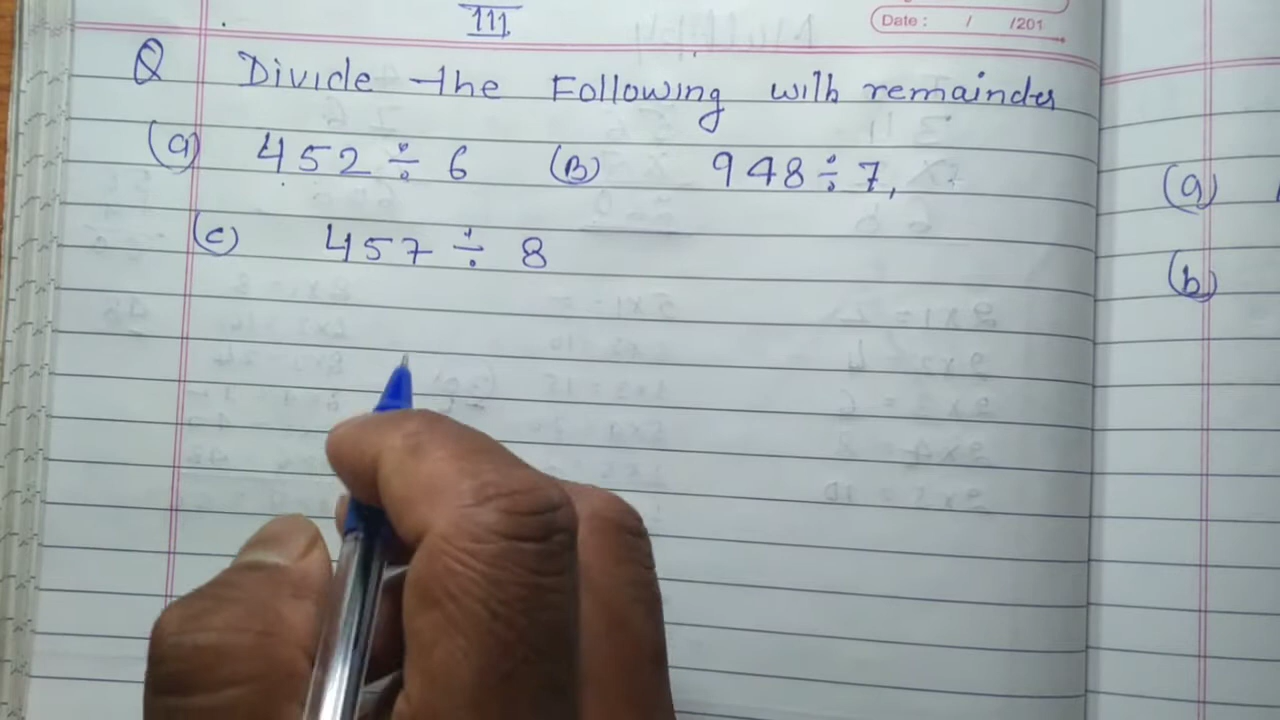 111
Date : / /201
Q Divide the Following with remainder
(a) 452 ÷ 6 (B) 948 ÷ 7,
(c) 457 ÷ 8
(a)
(b)